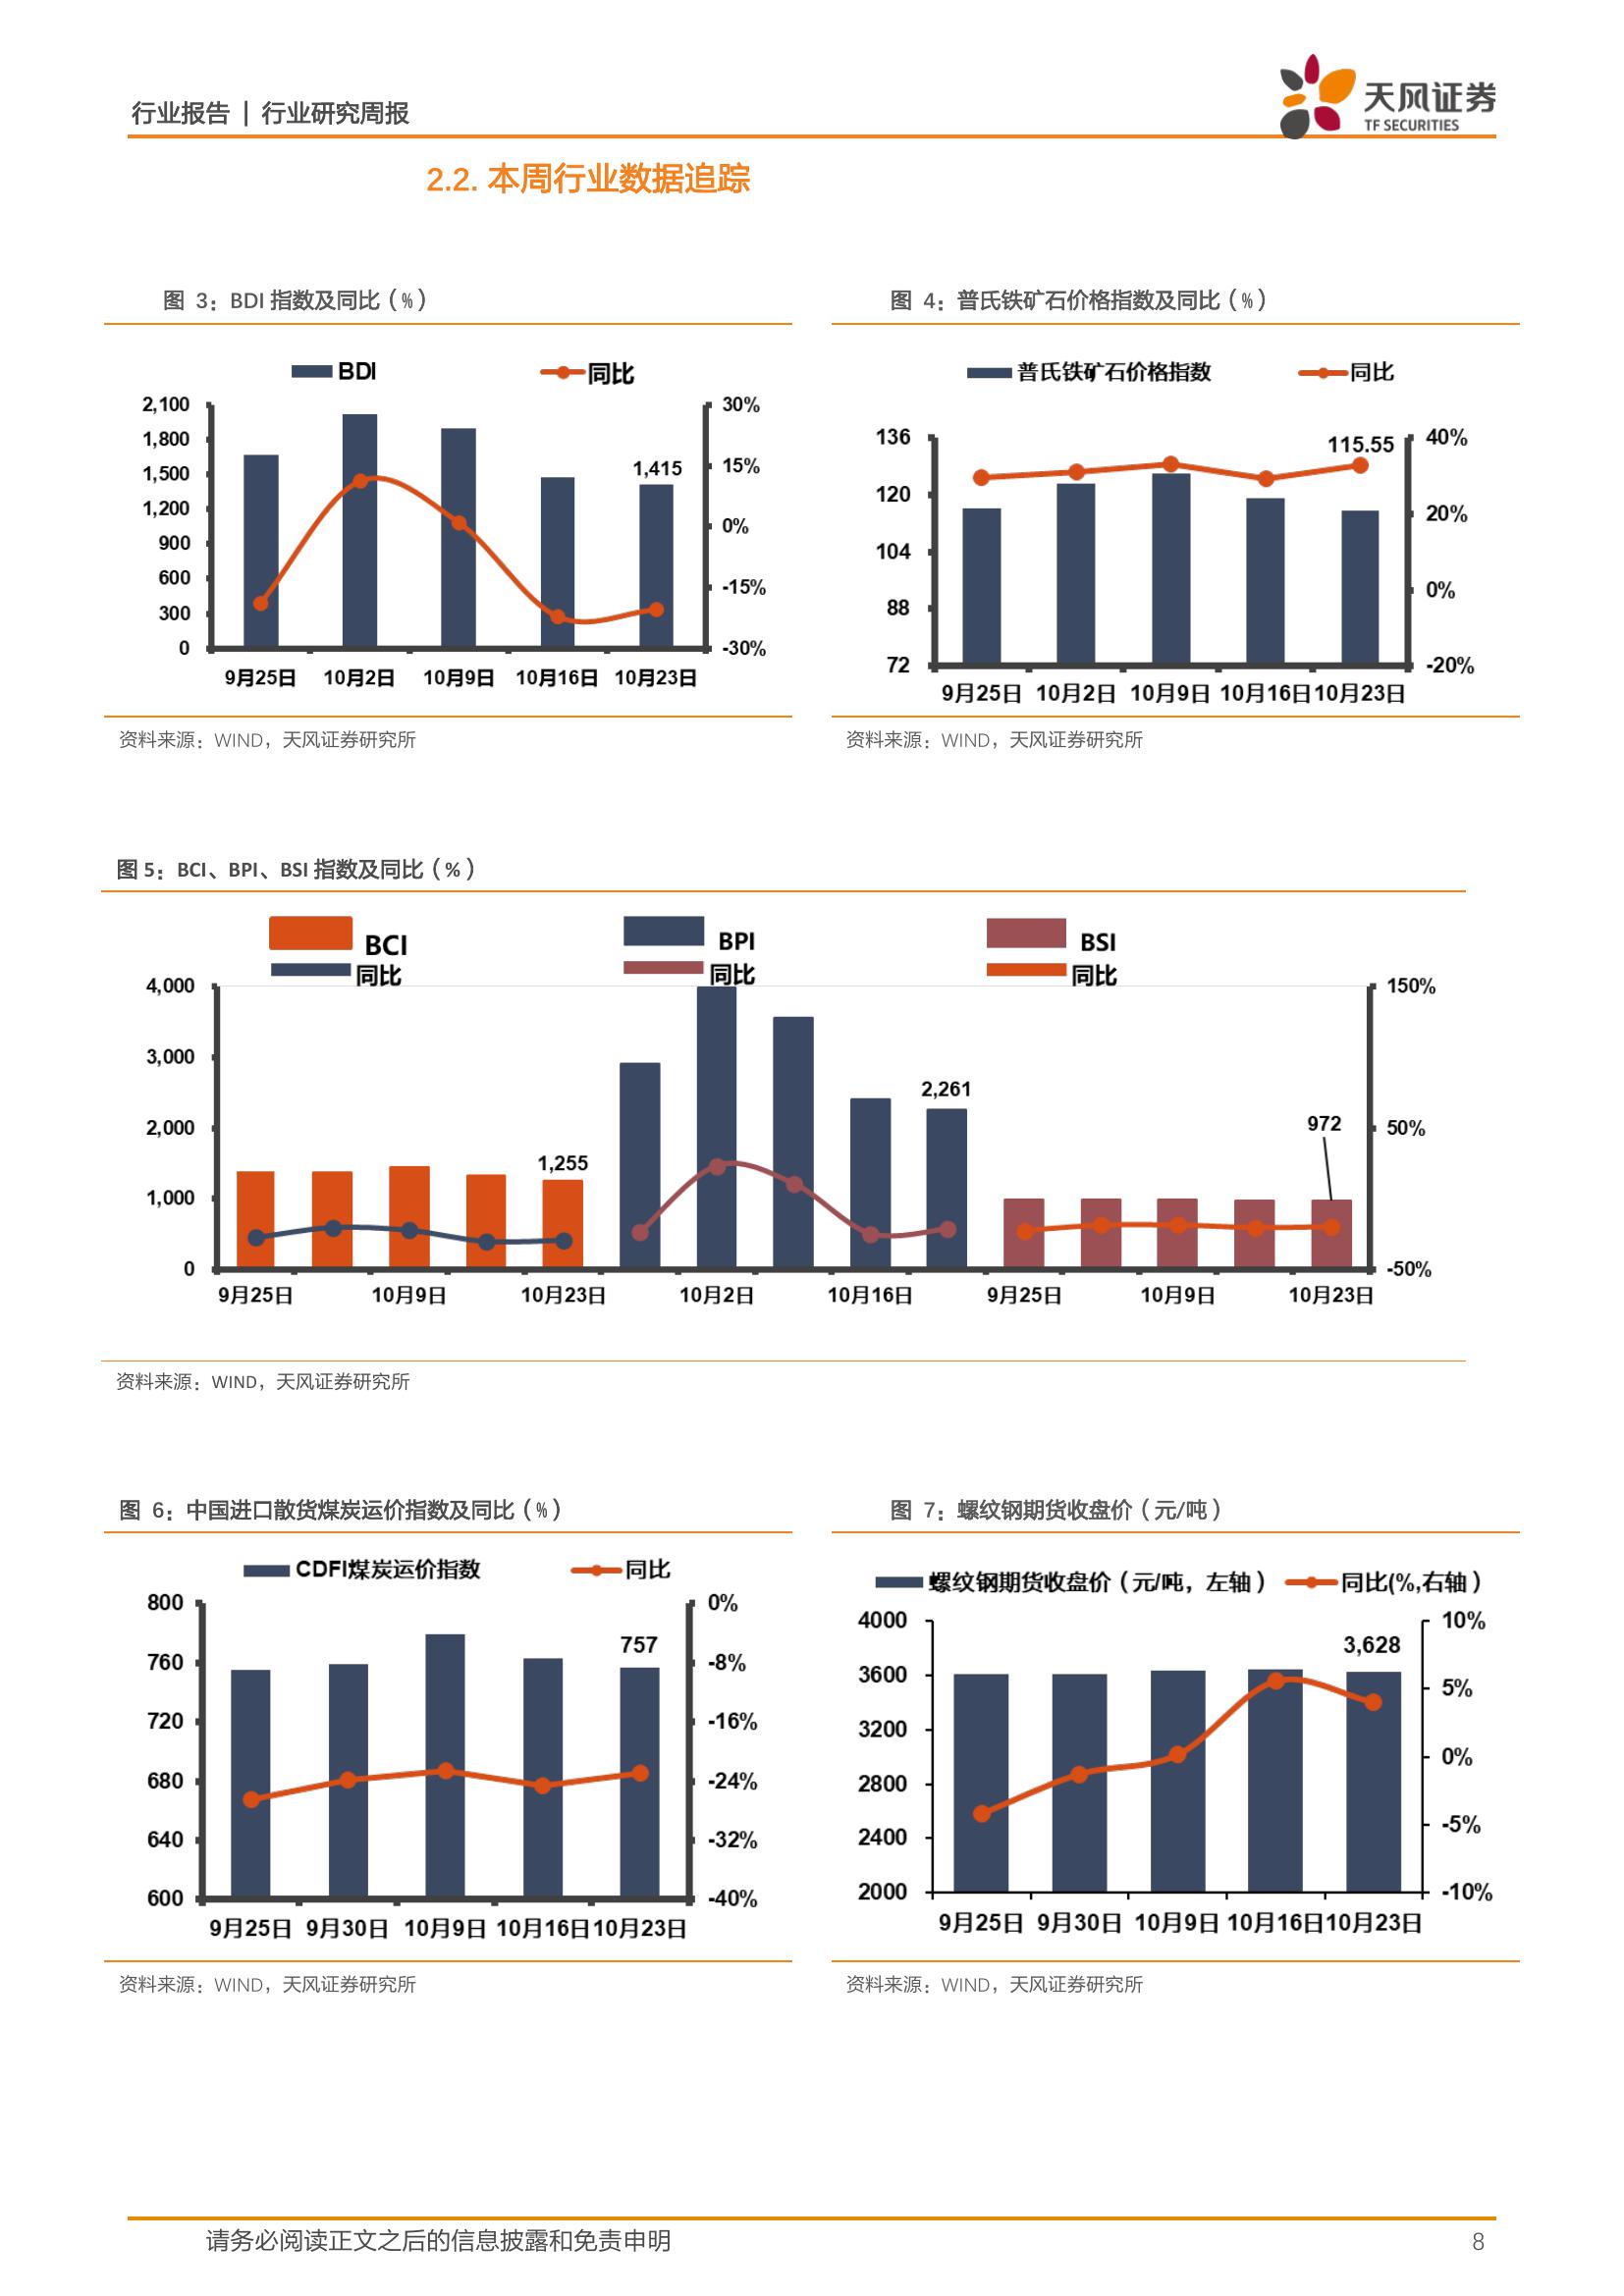 行业报告 | 行业研究周报
天风证券
TF SECURITIES
2.2. 本周行业数据追踪
图 3：BDI 指数及同比（%）
BDI
同比
2,100
1,800
1,500
1,200
900
600
300
0
30%
15%
0%
-15%
-30%
1,415
9月25日 10月2日 10月9日 10月16日 10月23日
资料来源：WIND，天风证券研究所
图 4：普氏铁矿石价格指数及同比（%）
普氏铁矿石价格指数
同比
136
120
104
88
72
40%
20%
0%
-20%
115.55
9月25日 10月2日 10月9日 10月16日 10月23日
资料来源：WIND，天风证券研究所
图 5：BCI、BPI、BSI 指数及同比（%）
BCI
同比
BPI
同比
BSI
同比
4,000
3,000
2,000
1,000
0
150%
50%
-50%
1,255
2,261
972
9月25日 10月9日 10月23日 10月2日 10月16日 9月25日 10月9日 10月23日
资料来源：WIND，天风证券研究所
图 6：中国进口散货煤炭运价指数及同比（%）
CDFI煤炭运价指数
同比
800
760
720
680
640
600
0%
-8%
-16%
-24%
-32%
-40%
757
9月25日 9月30日 10月9日 10月16日 10月23日
资料来源：WIND，天风证券研究所
图 7：螺纹钢期货收盘价（元/吨）
螺纹钢期货收盘价（元/吨，左轴）
同比(%,右轴）
4000
3600
3200
2800
2400
2000
10%
5%
0%
-5%
-10%
3,628
9月25日 9月30日 10月9日 10月16日 10月23日
资料来源：WIND，天风证券研究所
请务必阅读正文之后的信息披露和免责申明
8